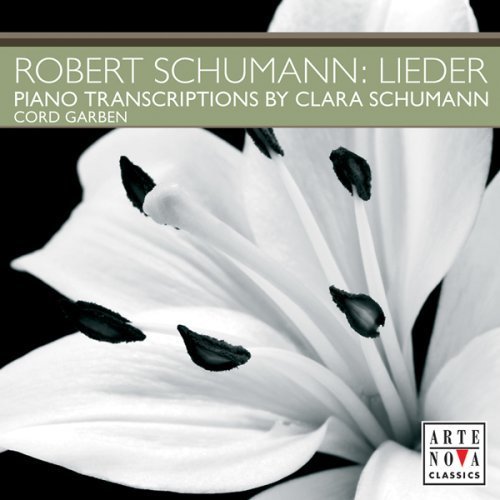 ROBERT SCHUMANN: LIEDER
PIANO TRANSCRIPTIONS BY CLARA SCHUMANN
CORD GARBEN
ARTE
NOVA
CLASSICS